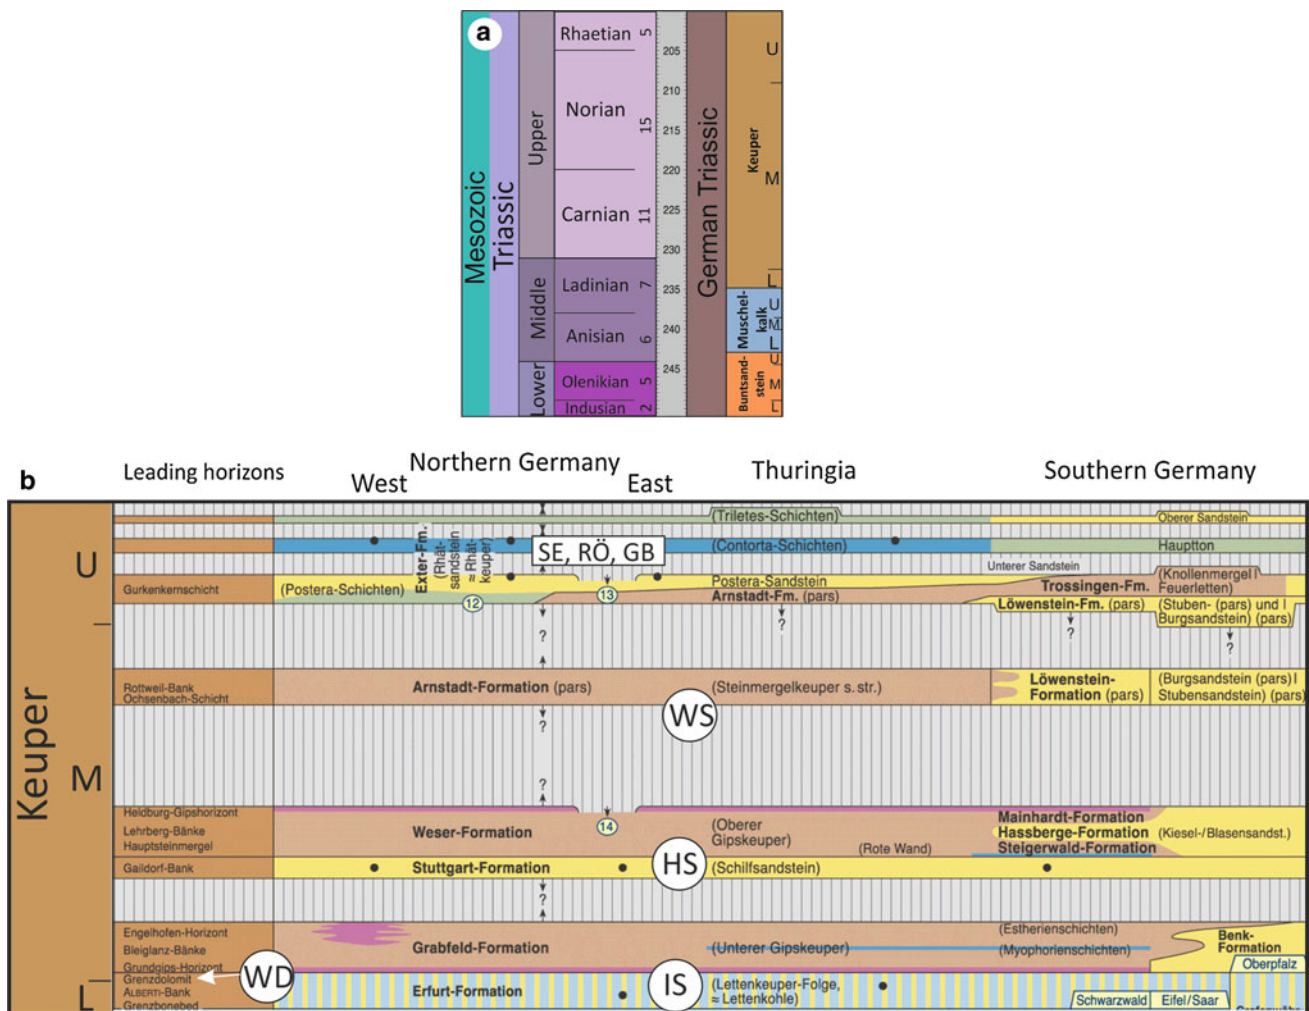 a
Mesozoic
Triassic
Upper
Middle
Lower
Rhaetian 5
Norian 15
Carnian 11
Ladinian 7
Anisian 6
Olenikian 5
Indusian 2
205
210
215
220
225
230
235
240
245
German Triassic
Keuper
U
M
L
Muschel-
kalk
U
M
L
Buntsand-
stein
U
M
L
b
Leading horizons
Northern Germany
West
East
Thuringia
Southern Germany
Keuper
U
M
L
(Triletes-Schichten)
Oberer Sandstein
Exter-Fm.
(Rhät-
sandstein
≈ Rhät-
keuper)
SE, RÖ, GB
(Contorta-Schichten)
Hauptton
Unterer Sandstein
Gurkenkernschicht
(Postera-Schichten)
12
13
Postera-Sandstein
Arnstadt-Fm. (pars)
Trossingen-Fm.
(Knollenmergel |
Feuerletten)
Löwenstein-Fm. (pars)
(Stuben- (pars) und |
Burgsandstein) (pars)
?
?
?
?
Rottweil-Bank
Ochsenbach-Schicht
Arnstadt-Formation (pars)
(Steinmergelkeuper s. str.)
Löwenstein-
Formation (pars)
(Burgsandstein (pars) |
Stubensandstein) (pars)
WS
?
?
Heldburg-Gipshorizont
Lehrberg-Bänke
Hauptsteinmergel
Weser-Formation
14
(Oberer
Gipskeuper)
(Rote Wand)
Mainhardt-Formation
Hassberge-Formation
Steigerwald-Formation
(Kiesel-/Blasensandst.)
Gaildorf-Bank
Stuttgart-Formation
HS
(Schilfsandstein)
?
Engelhofen-Horizont
Bleiglanz-Bänke
Grundgips-Horizont
Grabfeld-Formation
(Unterer Gipskeuper)
(Estherienschichten)
(Myophorienschichten)
Benk-
Formation
Oberpfalz
WD
Grenzdolomit
ALBERTI-Bank
Grenzbonebed
Erfurt-Formation
IS
(Lettenkeuper-Folge,
≈ Lettenkohle)
Schwarzwald
Eifel/Saar